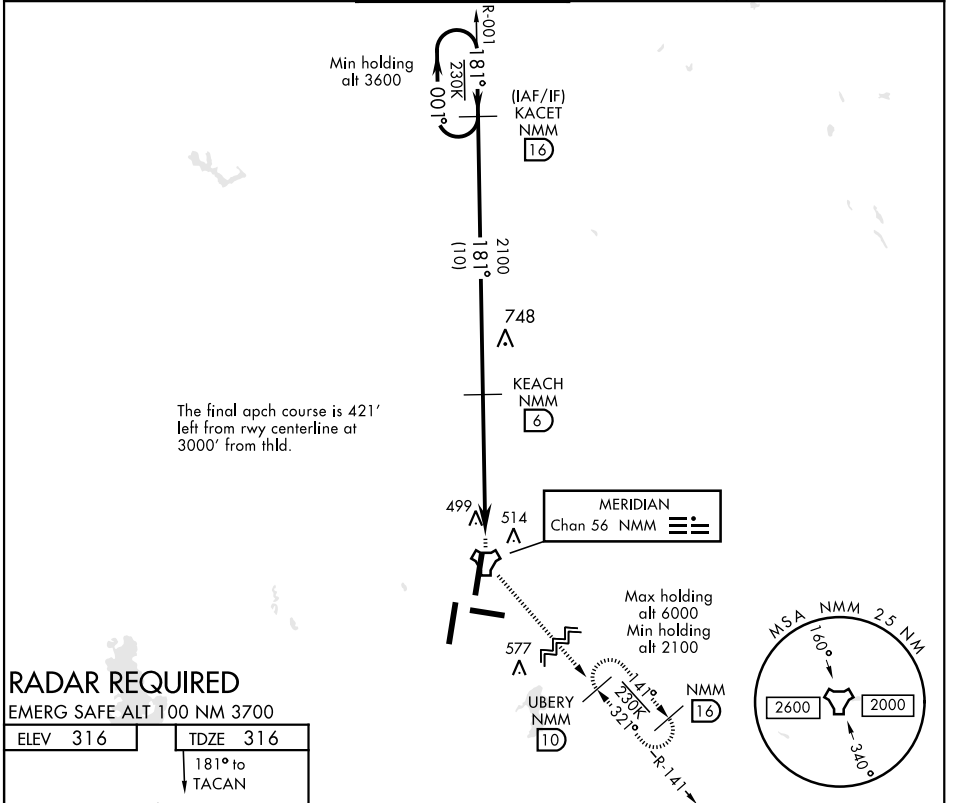 R-001
Min holding
alt 3600
181°
230K
001°
(IAF/IF)
KACET
NMM
16
2100
181°
(10)
748
KEACH
NMM
6
The final apch course is 421'
left from rwy centerline at
3000' from thld.
499
514
MERIDIAN
Chan 56 NMM
Max holding
alt 6000
Min holding
alt 2100
577
141°
230K
321°
UBERY
NMM
10
NMM
16
R-141
MSA NMM 25 NM
160°
2600
2000
340°
RADAR REQUIRED
EMERG SAFE ALT 100 NM 3700
ELEV 316
TDZE 316
181° to
TACAN